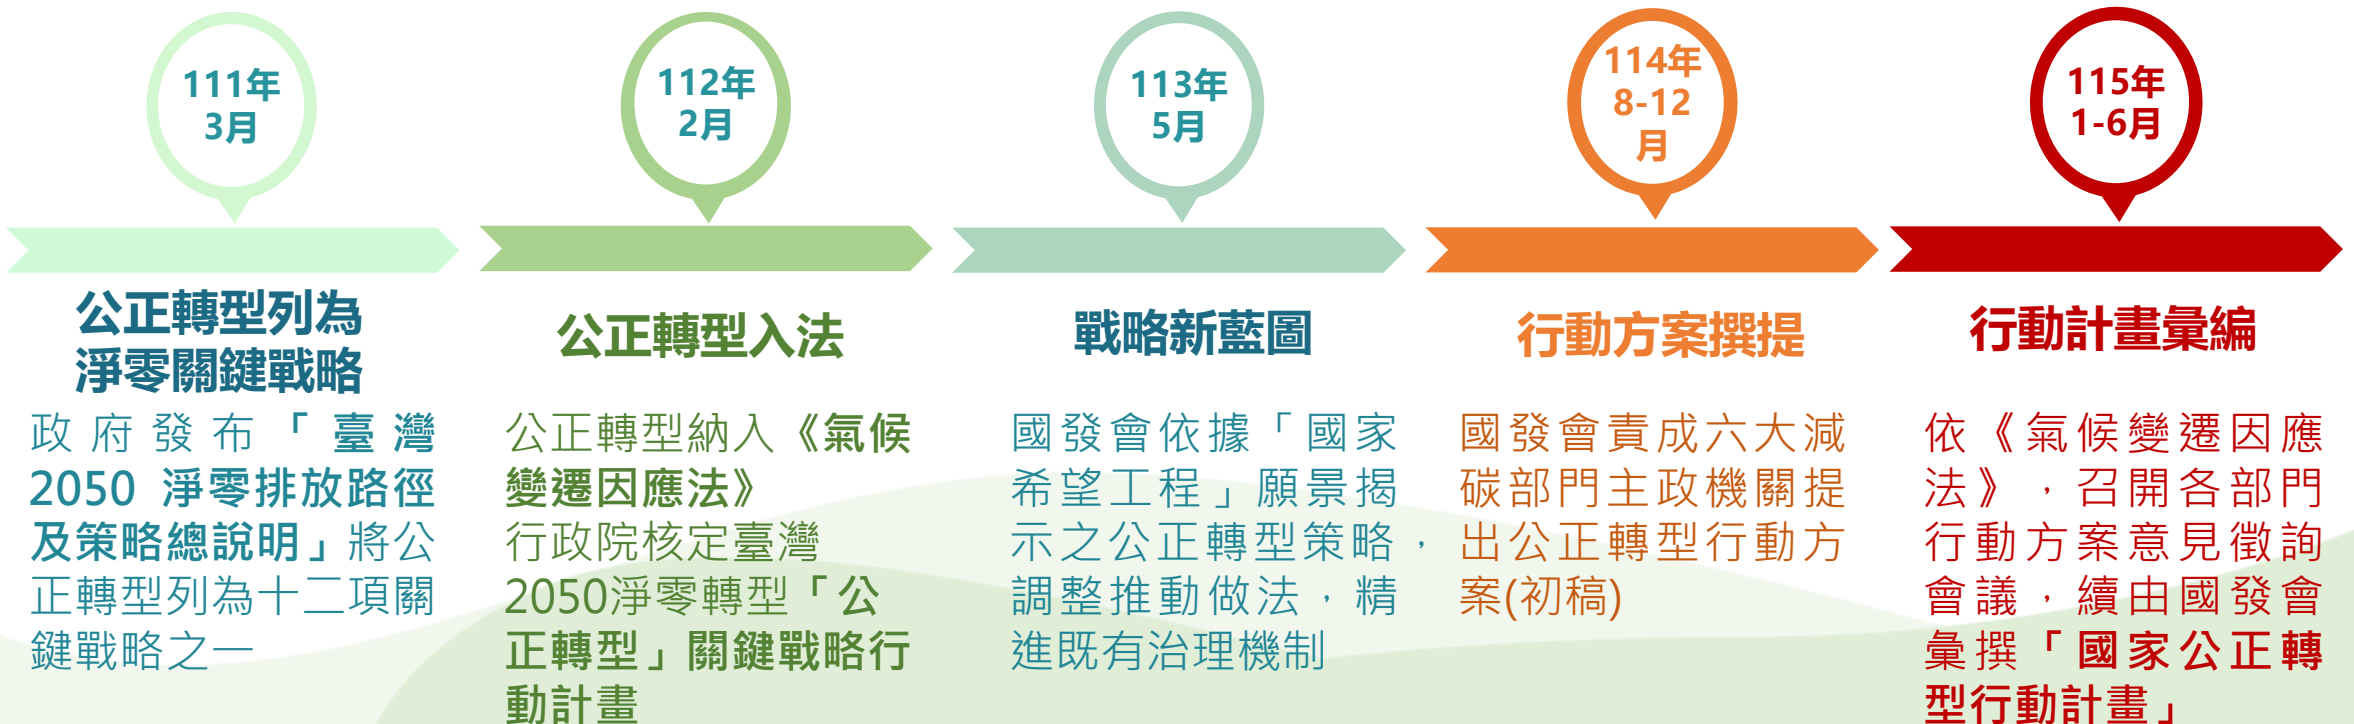 111年
3月
公正轉型列為
淨零關鍵戰略
政府發布「臺灣
2050 淨零排放路徑
及策略總說明」將公
正轉型列為十二項關
鍵戰略之一
112年
2月
公正轉型入法
公正轉型納入《氣候
變遷因應法》
行政院核定臺灣
2050淨零轉型「公
正轉型」關鍵戰略行
動計畫
113年
5月
戰略新藍圖
國發會依據「國家
希望工程」願景揭
示之公正轉型策略，
調整推動做法，精
進既有治理機制
114年
8-12
月
行動方案撰提
國發會責成六大減
碳部門主政機關提
出公正轉型行動方
案(初稿)
115年
1-6月
行動計畫彙編
依《氣候變遷因應
法》，召開各部門
行動方案意見徵詢
會議，續由國發會
彙撰「國家公正轉
型行動計畫」